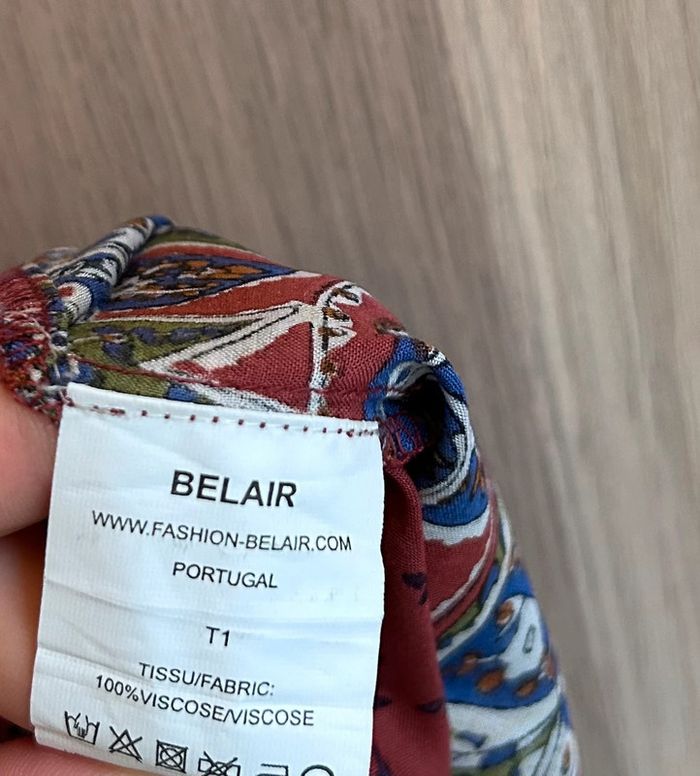 BELAIR
WWW.FASHION-BELAIR.COM
PORTUGAL
T1
TISSU/FABRIC:
100%VISCOSE/VISCOSE